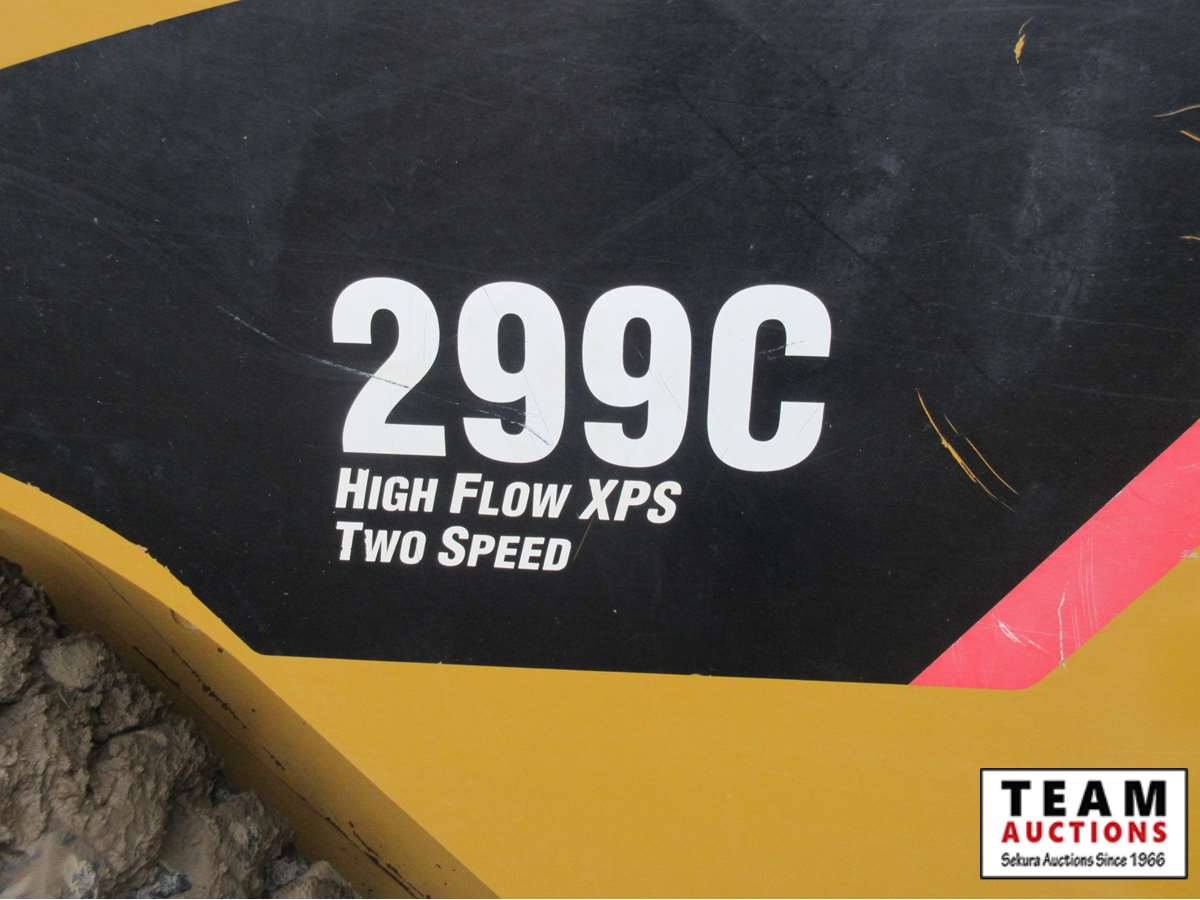 299C
HIGH FLOW XPS
TWO SPEED
TEAM
AUCTIONS
Sekura Auctions Since 1966